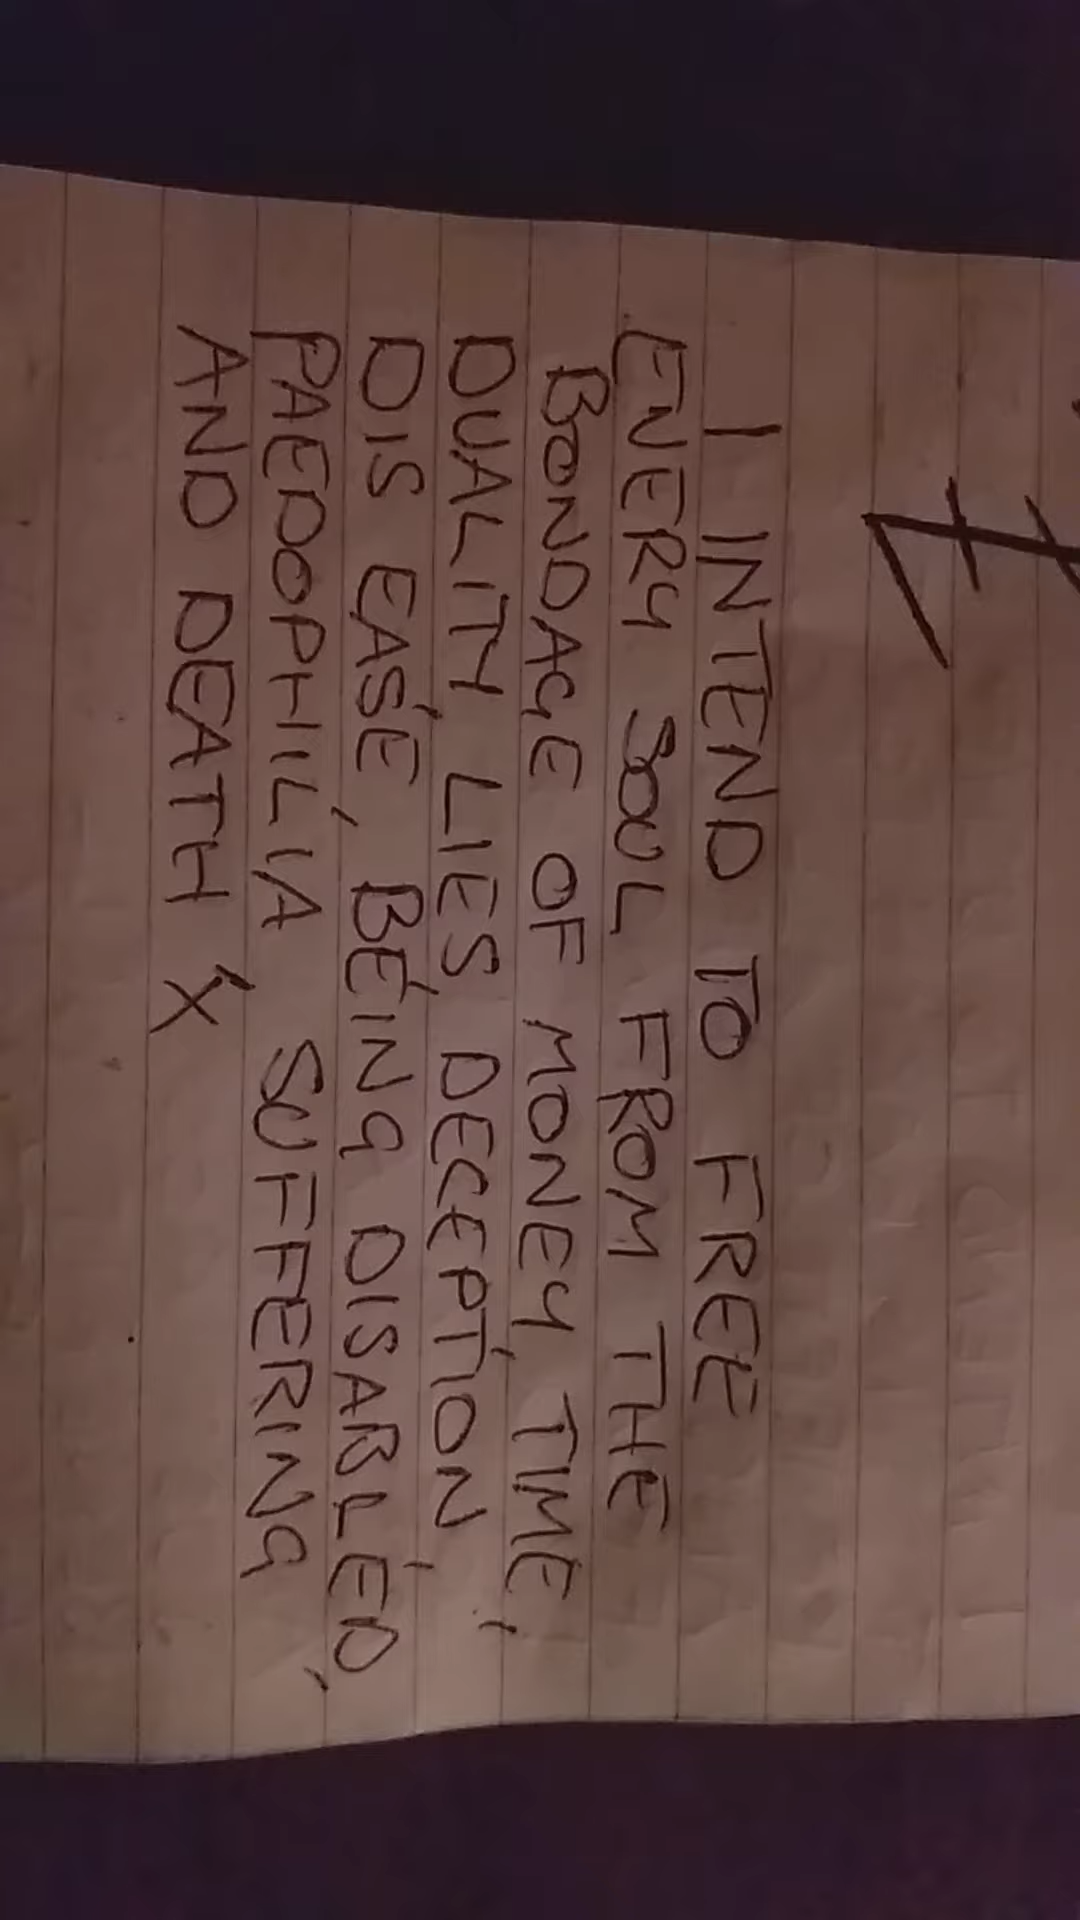 I INTEND TO FREE
EVERY SOUL FROM THE
BONDAGE OF MONEY, TIME,
DUALITY, LIES, DECEPTION,
DIS EASE, BEING DISABLED,
PAEDOPHILIA, SUFFERING
AND DEATH X